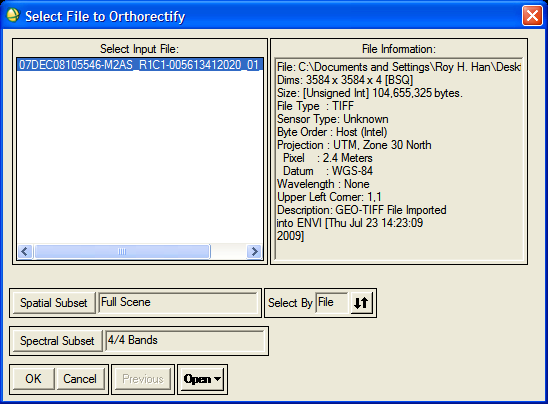 Select File to Orthorectify
Select Input File:
07DEC08105546-M2AS_R1C1-005613412020_01
File Information:
File: C:\Documents and Settings\Roy H. Han\Deskt
Dims: 3584 x 3584 x 4 [BSQ]
Size: [Unsigned Int] 104,655,325 bytes.
File Type : TIFF
Sensor Type: Unknown
Byte Order : Host (Intel)
Projection : UTM, Zone 30 North
Pixel : 2.4 Meters
Datum : WGS-84
Wavelength : None
Upper Left Corner: 1,1
Description: GEO-TIFF File Imported
into ENVI [Thu Jul 23 14:23:09
2009]
Spatial Subset Full Scene Select By File
Spectral Subset 4/4 Bands
OK Cancel Previous Open